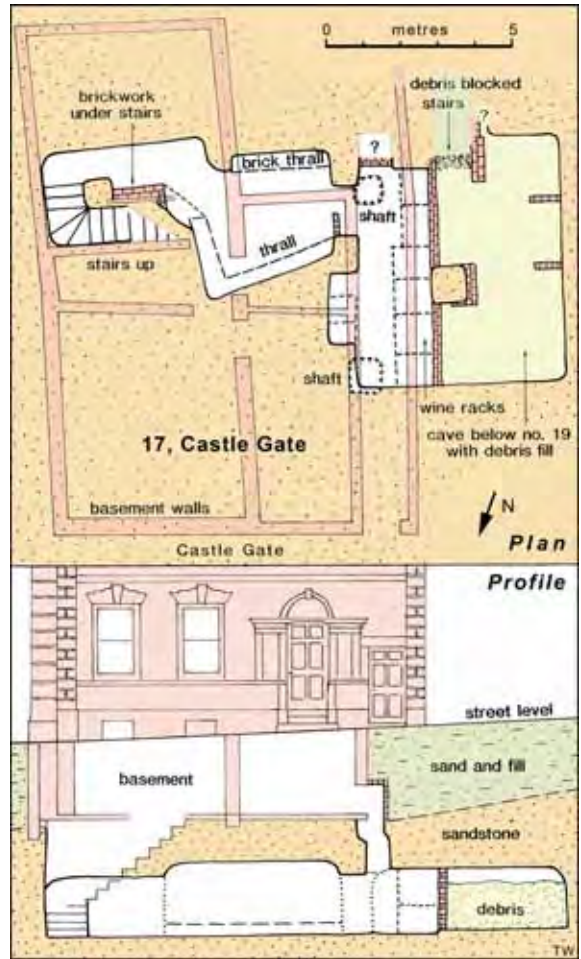 0 metres 5
debris blocked
stairs
brickwork
under stairs
?
?
brick thrall
shaft
thrall
stairs up
shaft
wine racks
cave below no. 19
with debris fill
17, Castle Gate
N
basement walls
Castle Gate
Plan
Profile
street level
basement
sand and fill
sandstone
debris
TW